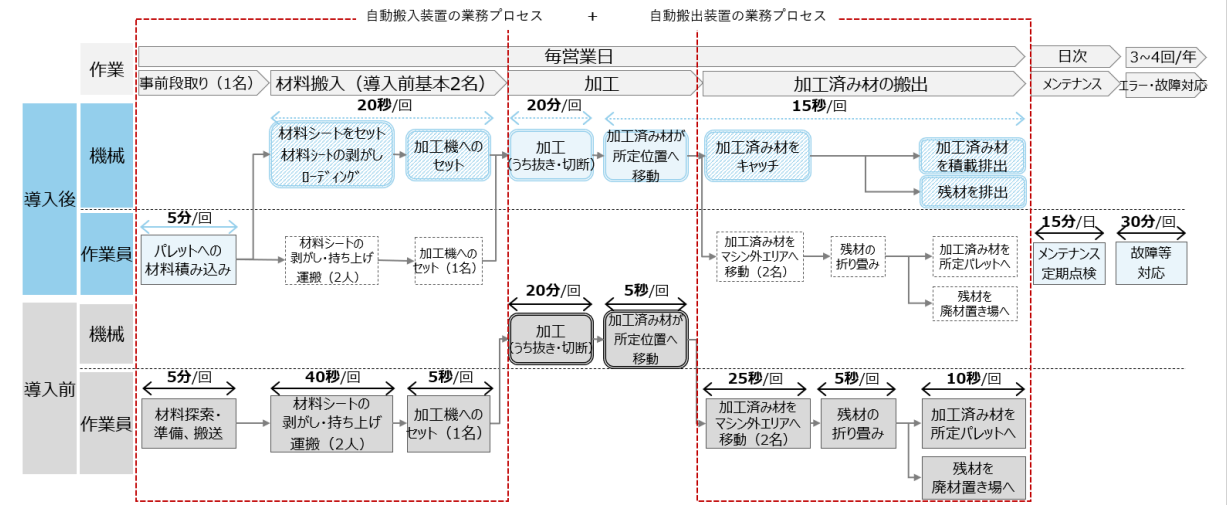 自動搬入装置の業務プロセス + 自動搬出装置の業務プロセス
作業
毎営業日
日次
3~4回/年
事前段取り（1名）
材料搬入（導入前基本2名）
加工
加工済み材の搬出
メンテナンス
エラー・故障対応
導入後
機械
20秒/回
20分/回
15秒/回
材料シートをセット
材料シートの剥がし
ローディング
加工機への
セット
加工
（うち抜き・切断）
加工済み材が
所定位置へ
移動
加工済み材を
キャッチ
加工済み材
を積載排出
残材を排出
作業員
5分/回
パレットへの
材料積み込み
材料シートの
剥がし・持ち上げ
運搬（2人）
加工機への
セット（1名）
加工済み材を
マシン外エリアへ
移動（2名）
残材の
折り畳み
加工済み材を
所定パレットへ
残材を
廃材置き場へ
15分/日
メンテナンス
定期点検
30分/回
故障等
対応
導入前
機械
20分/回
5秒/回
加工
（うち抜き・切断）
加工済み材が
所定位置へ
移動
作業員
5分/回
40秒/回
5秒/回
25秒/回
5秒/回
10秒/回
材料探索・
準備、搬送
材料シートの
剥がし・持ち上げ
運搬（2人）
加工機への
セット（1名）
加工済み材を
マシン外エリアへ
移動（2名）
残材の
折り畳み
加工済み材を
所定パレットへ
残材を
廃材置き場へ